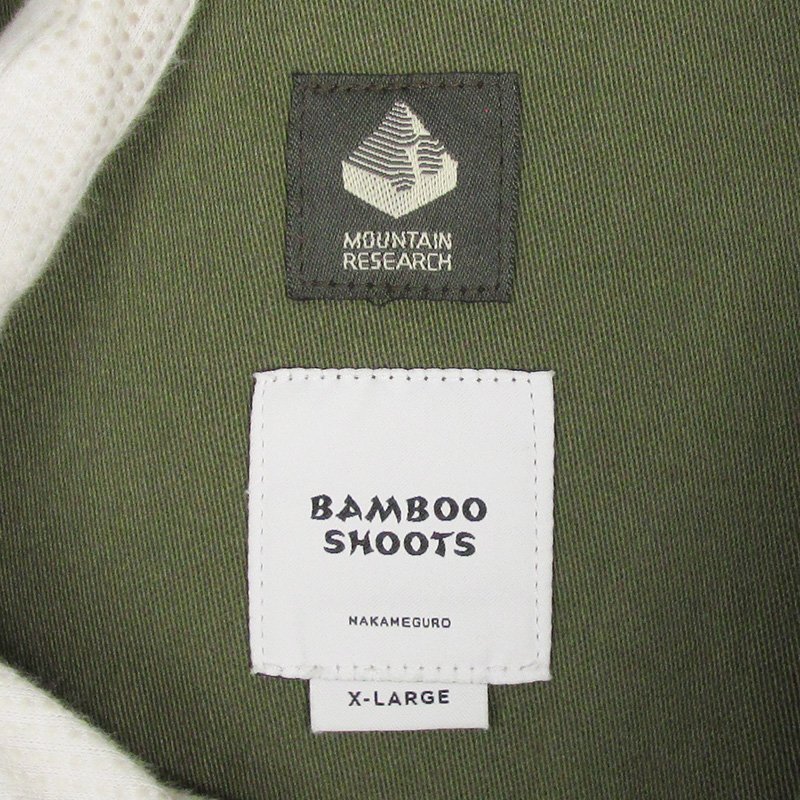 MOUNTAIN
RESEARCH
BAMBOO
SHOOTS
NAKAMEGURO
X-LARGE